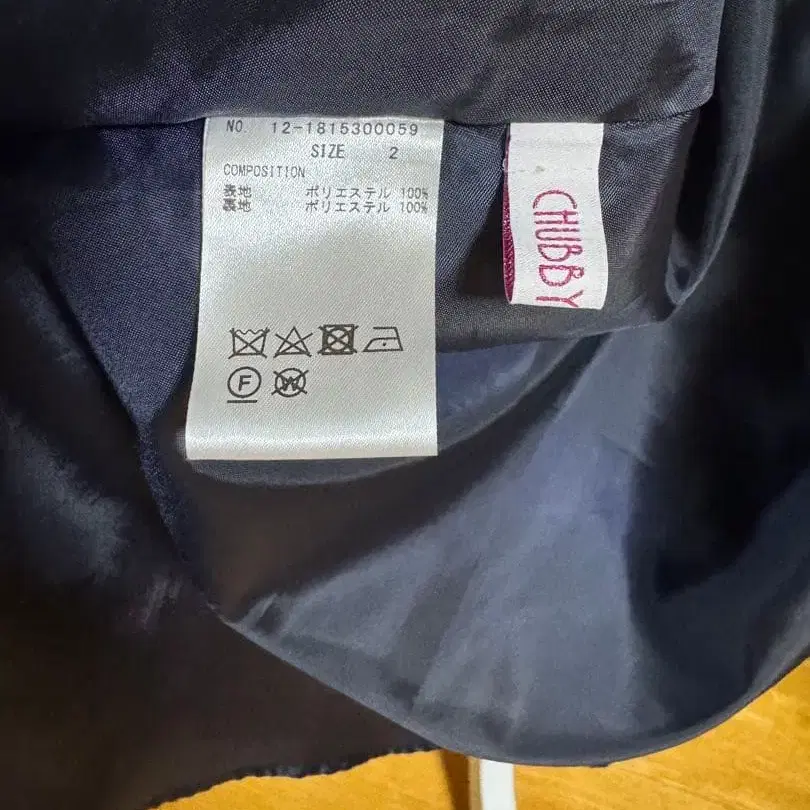 NO. 12-1815300059
SIZE 2
COMPOSITION
表地 ポリエステル 100%
裏地 ポリエステル 100%
F W
CHUBBY